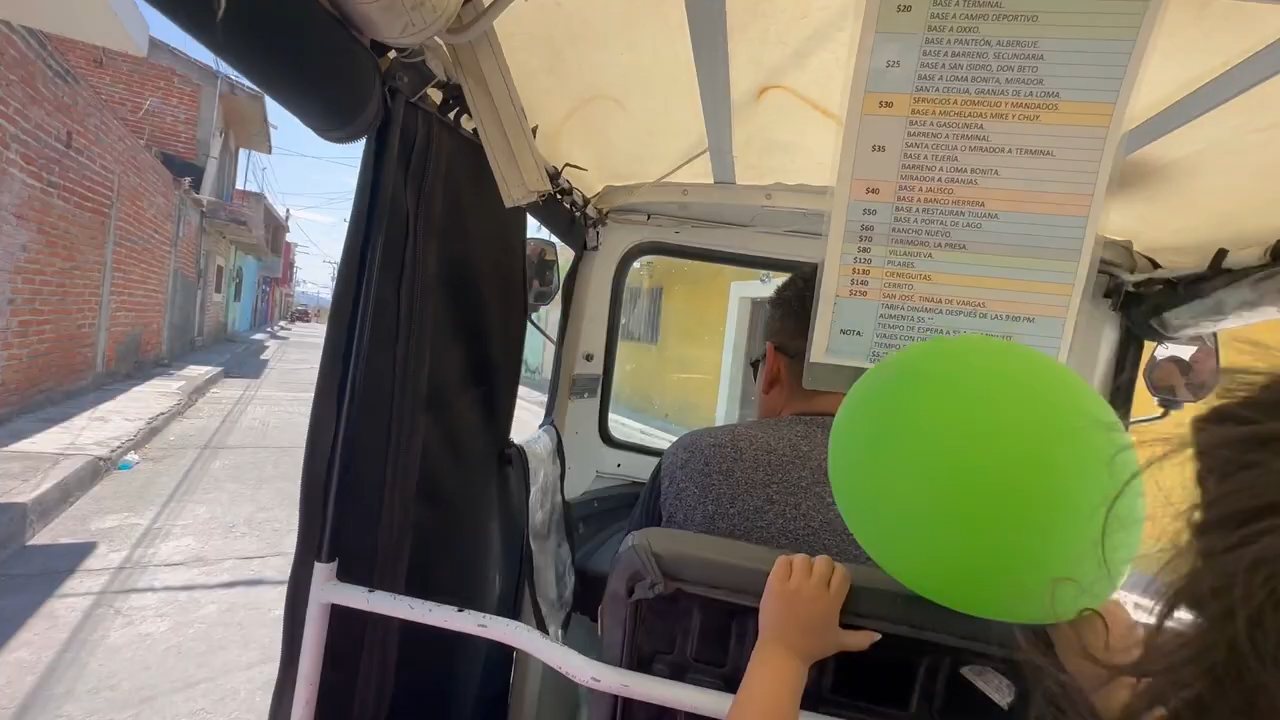 BASE A TERMINAL.
$20
BASE A CAMPO DEPORTIVO.
BASE A OXXO.
BASE A PANTEÓN, ALBERGUE.
BASE A BARRENO, SECUNDARIA.
$25
BASE A SAN ISIDRO, DON BETO
BASE A LOMA BONITA, MIRADOR.
SANTA CECILIA, GRANJAS DE LA LOMA.
$30 SERVICIOS A DOMICILIO Y MANDADOS.
BASE A MICHELADAS MIKE Y CHUY.
BASE A GASOLINERA.
BARRENO A TERMINAL.
$35
SANTA CECILIA O MIRADOR A TERMINAL
BASE A TEJERÍA.
BARRENO A LOMA BONITA.
MIRADOR A GRANJAS.
$40 BASE A JALISCO.
BASE A BANCO HERRERA
$50 BASE A RESTAURAN TIJUANA.
BASE A PORTAL DE LAGO
$60 RANCHO NUEVO.
$70 TARIMORO, LA PRESA.
$80 VILLANUEVA.
$120 PILARES.
$130 CIENEGUITAS.
$140 CERRITO.
$250 SAN JOSÉ, TINAJA DE VARGAS.
TARIFA DINÁMICA DESPUÉS DE LAS 9:00 PM.
AUMENTA $5.**
NOTA: TIEMPO DE ESPERA
VIAJES CON